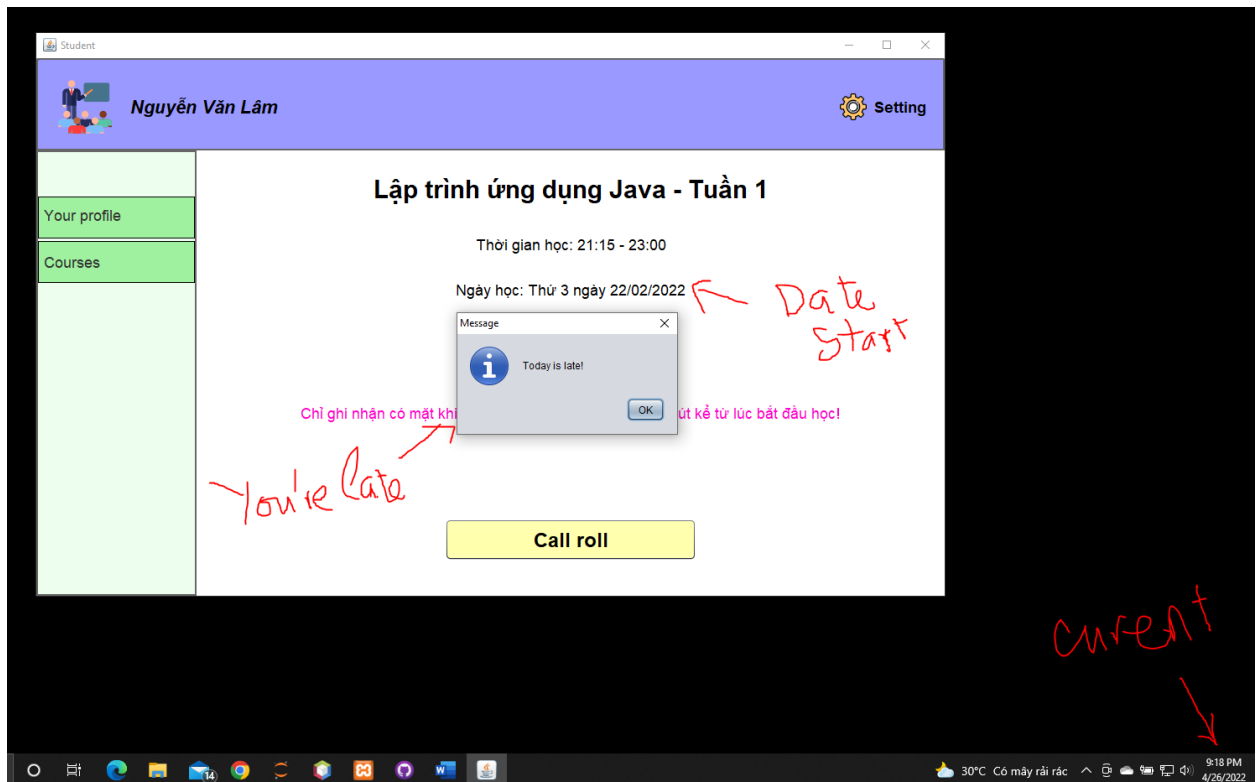 Student
Nguyễn Văn Lâm
Setting
Your profile
Courses
Lập trình ứng dụng Java - Tuần 1
Thời gian học: 21:15 - 23:00
Ngày học: Thứ 3 ngày 22/02/2022
Date
Start
Message
Today is late!
OK
Chỉ ghi nhận có mặt khi út kể từ lúc bắt đầu học!
You're late
Call roll
Curent
14
30°C Có mây rải rác
9:18 PM
4/26/2022